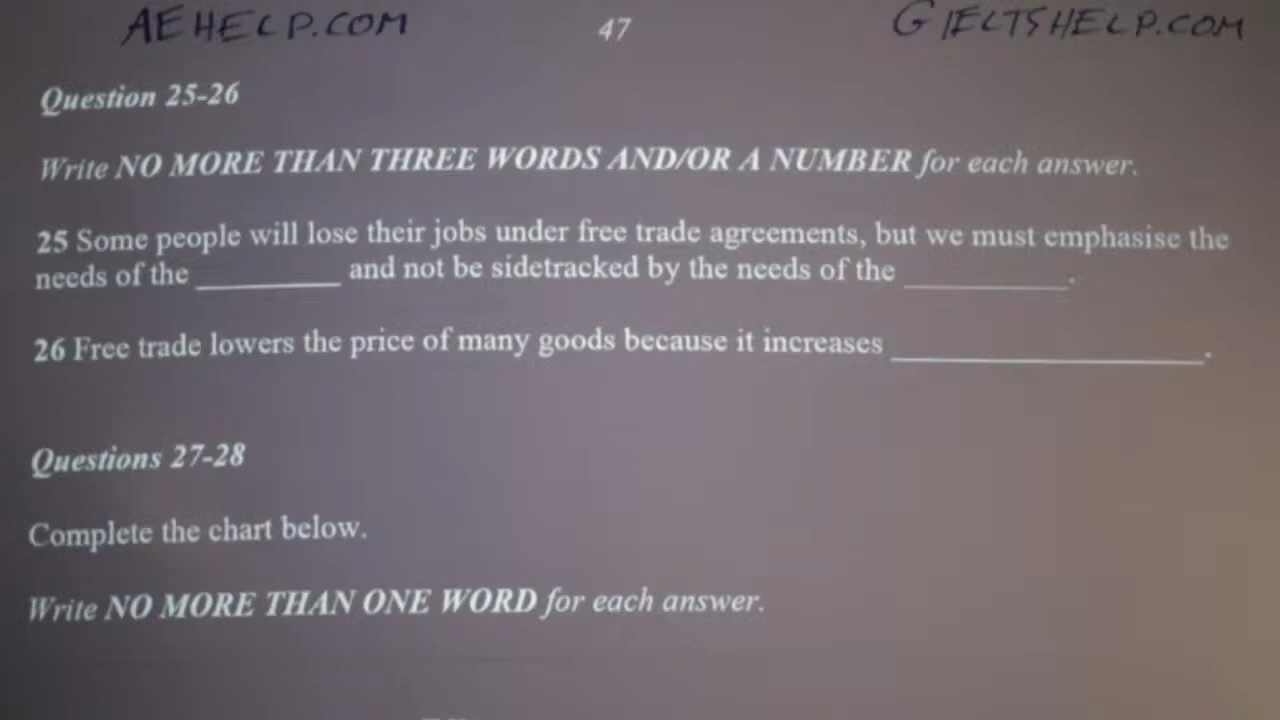 AEHELP.COM 47 GIELTSHELP.COM
Question 25-26
Write NO MORE THAN THREE WORDS AND/OR A NUMBER for each answer.
25 Some people will lose their jobs under free trade agreements, but we must emphasise the
needs of the __________ and not be sidetracked by the needs of the ___________.
26 Free trade lowers the price of many goods because it increases ______________________.
Questions 27-28
Complete the chart below.
Write NO MORE THAN ONE WORD for each answer.